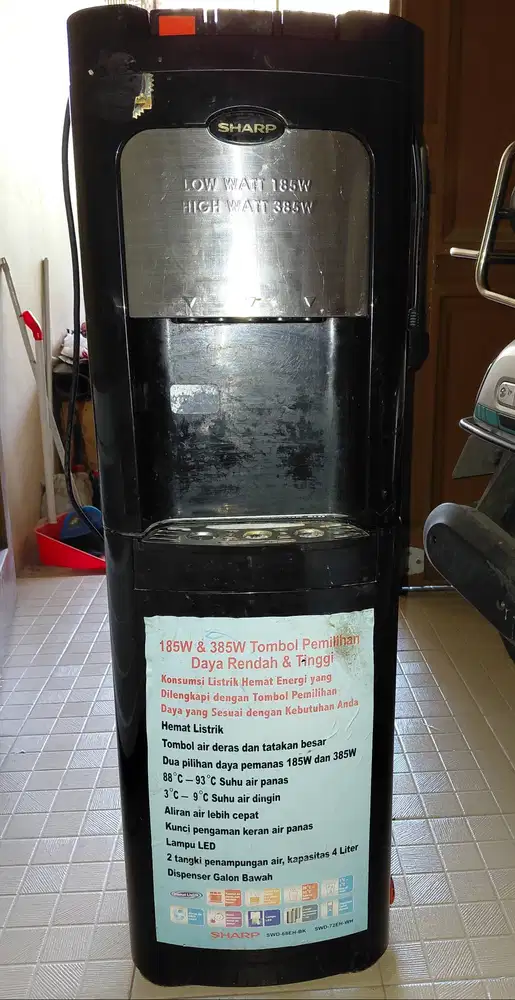 SHARP
LOW WATT 185W
HIGH WATT 385W
185W & 385W Tombol Pemilihan
Daya Rendah & Tinggi
Konsumsi Listrik Hemat Energi yang
Dilengkapi dengan Tombol Pemilihan
Daya yang Sesuai dengan Kebutuhan Anda
Hemat Listrik
Tombol air deras dan tatakan besar
Dua pilihan daya pemanas 185W dan 385W
88°C – 93°C Suhu air panas
3°C – 9°C Suhu air dingin
Aliran air lebih cepat
Kunci pengaman keran air panas
Lampu LED
2 tangki penampungan air, kapasitas 4 Liter
Dispenser Galon Bawah
SHARP SWD-72EH-WH